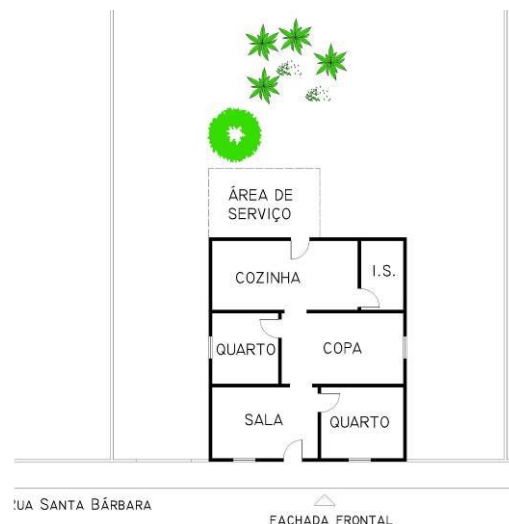 ÁREA DE
SERVIÇO
COZINHA
I.S.
QUARTO
COPA
SALA
QUARTO
SANTA BÁRBARA
FACHADA FRONTAL